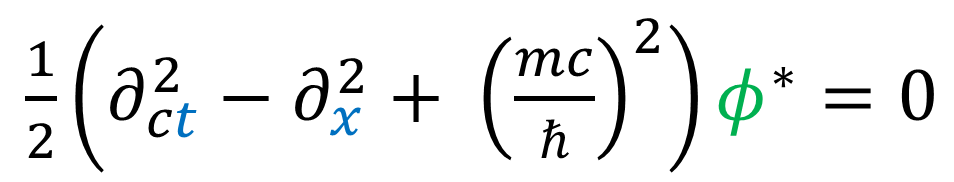 ½(∂²_ct − ∂²_x + (mc/ħ)²)ϕ* = 0